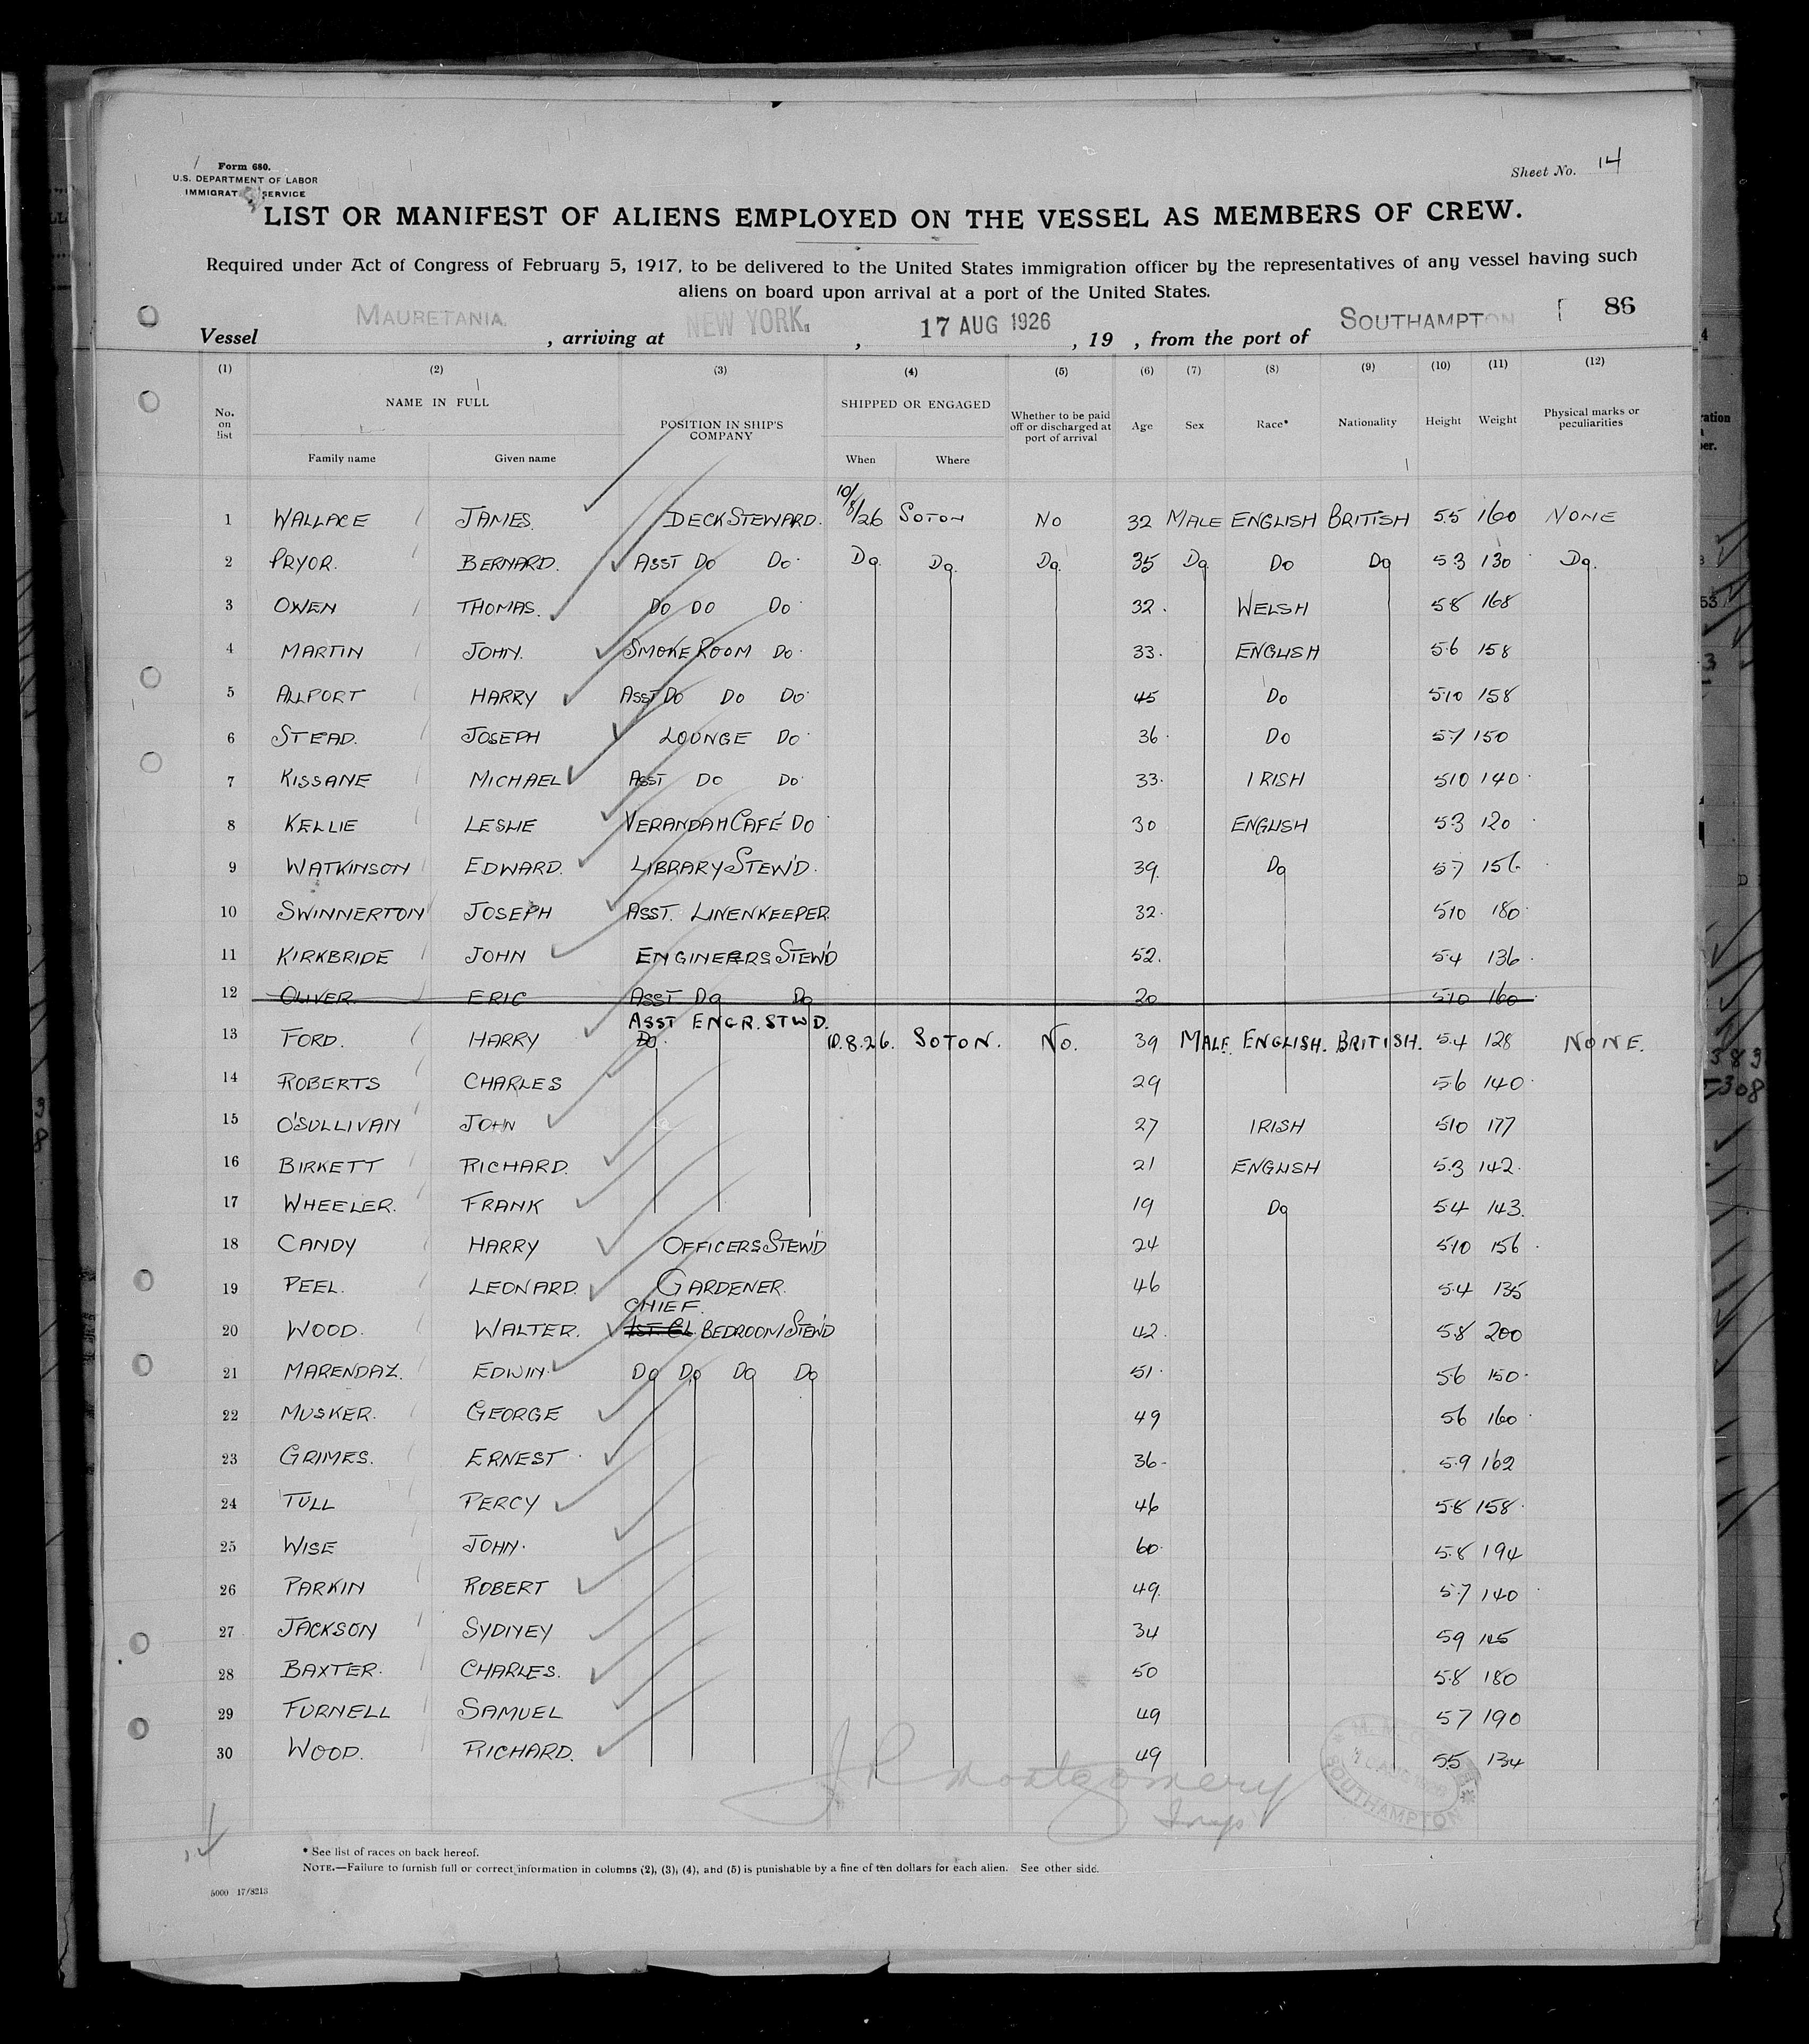 Form 680.
U.S. DEPARTMENT OF LABOR
IMMIGRAT SERVICE
Sheet No. 14
LIST OR MANIFEST OF ALIENS EMPLOYED ON THE VESSEL AS MEMBERS OF CREW.
Required under Act of Congress of February 5, 1917, to be delivered to the United States immigration officer by the representatives of any vessel having such
aliens on board upon arrival at a port of the United States.
86
Vessel MAURETANIA, arriving at NEW YORK, 17 AUG 1926, 19 , from the port of SOUTHAMPTON
(1) (2) (3) (4) (5) (6) (7) (8) (9) (10) (11) (12)
No. on list NAME IN FULL POSITION IN SHIP'S COMPANY SHIPPED OR ENGAGED Whether to be paid off or discharged at port of arrival Age Sex Race* Nationality Height Weight Physical marks or peculiarities
Family name Given name When Where
1 WALLACE JAMES. DECK STEWARD. 10/8/26 SOTON NO 32 MALE ENGLISH BRITISH 5.5 160 NONE
2 PRYOR. BERNARD. ASST DO DO Do. Do. Do. 35 Do DO Do 5.3 130 Do.
3 OWEN THOMAS. DO DO DO 32. WELSH 5.8 168
4 MARTIN JOHN. SMOKE ROOM DO. 33. ENGLISH 5.6 158
5 ALLPORT HARRY ASST DO DO DO 45 DO 5.10 158
6 STEAD. JOSEPH LOUNGE DO 36. DO 5.7 150
7 KISSANE MICHAEL ASST DO DO 33. IRISH 5.10 140
8 KELLIE LESLIE VERANDAH CAFÉ DO 30 ENGLISH 5.3 120
9 WATKINSON EDWARD. LIBRARY STEW'D. 39. Do 5.7 156
10 SWINNERTON JOSEPH ASST. LINENKEEPER 32. 5.10 180
11 KIRKBRIDE JOHN ENGINEERS STEW'D 52. 5.4 136
12 OLIVER. ERIC ASST DO DO 20 5.10 160
ASST ENGR. STWD.
13 FORD. HARRY DO. 10.8.26. SOTON. NO. 39 MALE. ENGLISH. BRITISH. 5.4 128 NONE.
14 ROBERTS CHARLES 29 5.6 140
15 O'SULLIVAN JOHN 27 IRISH 5.10 177
16 BIRKETT RICHARD. 21 ENGLISH 5.3 142.
17 WHEELER. FRANK 19 Do 5.4 143.
18 CANDY HARRY OFFICERS STEW'D 24 5.10 156
19 PEEL. LEONARD. GARDENER. 46 5.4 135
CHIEF.
20 WOOD. WALTER. 1ST. CL. BEDROOM STEW'D 42. 5.8 200
21 MARENDAZ. EDWIN. DO DO DO DO 51. 5.6 150
22 MUSKER. GEORGE 49 5.6 160
23 GRIMES. ERNEST 36 5.9 162
24 TULL PERCY 46 5.8 158
25 WISE JOHN. 60 5.8 194
26 PARKIN ROBERT 49. 5.7 140
27 JACKSON SYDNEY 34 5.9
28 BAXTER. CHARLES. 50 5.8 180
29 FURNELL SAMUEL 49 5.7 190
30 WOOD. RICHARD. 49 5.5 134
J R Montgomery
Insp
SOUTHAMPTON
* See list of races on back hereof.
NOTE.—Failure to furnish full or correct information in columns (2), (3), (4), and (5) is punishable by a fine of ten dollars for each alien. See other side.
5000 17/8213